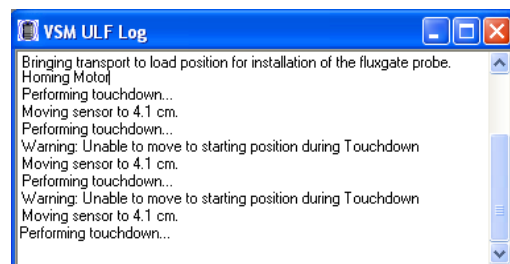 VSM ULF Log
Bringing transport to load position for installation of the fluxgate probe.
Homing Motor
Performing touchdown...
Moving sensor to 4.1 cm.
Performing touchdown...
Warning: Unable to move to starting position during Touchdown
Moving sensor to 4.1 cm.
Performing touchdown...
Warning: Unable to move to starting position during Touchdown
Moving sensor to 4.1 cm.
Performing touchdown...